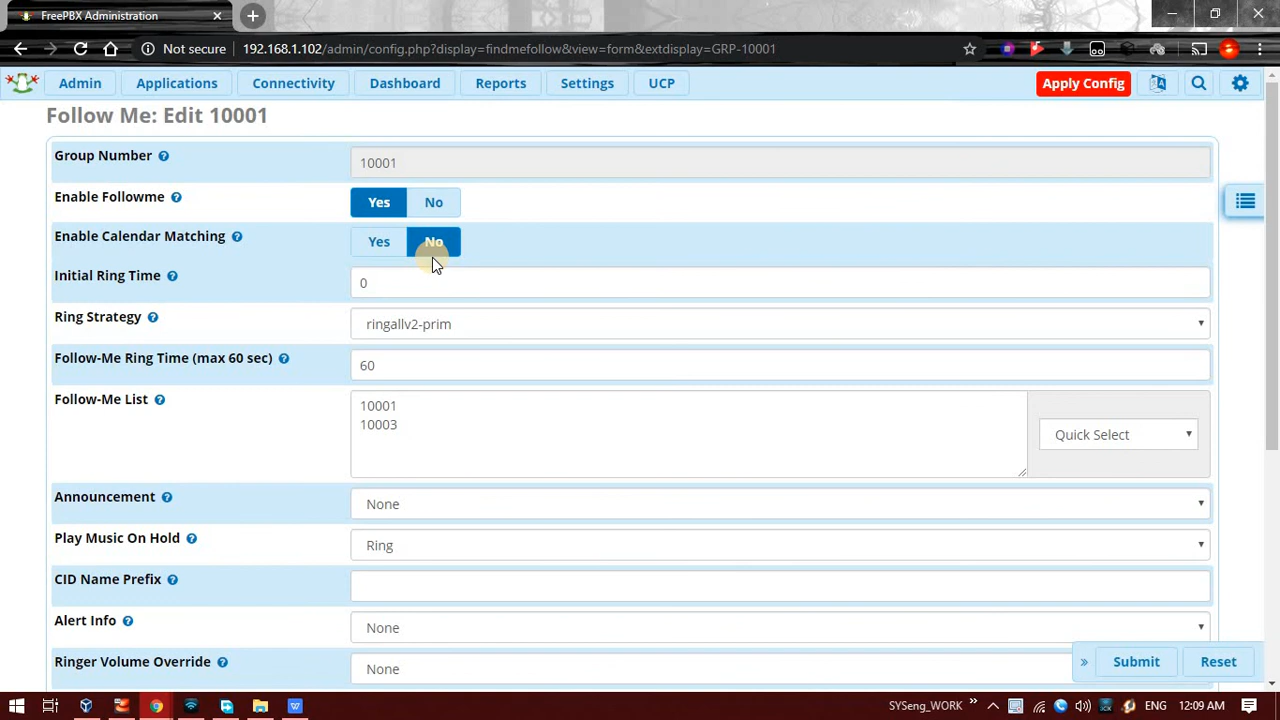 FreePBX Administration
Not secure 192.168.1.102/admin/config.php?display=findmefollow&view=form&extdisplay=GRP-10001
Admin Applications Connectivity Dashboard Reports Settings UCP Apply Config
Follow Me: Edit 10001
Group Number 10001
Enable Followme Yes No
Enable Calendar Matching Yes No
Initial Ring Time 0
Ring Strategy ringallv2-prim
Follow-Me Ring Time (max 60 sec) 60
Follow-Me List 10001
10003
Quick Select
Announcement None
Play Music On Hold Ring
CID Name Prefix
Alert Info None
Ringer Volume Override None
» Submit Reset
SYSeng_WORK » ENG 12:09 AM